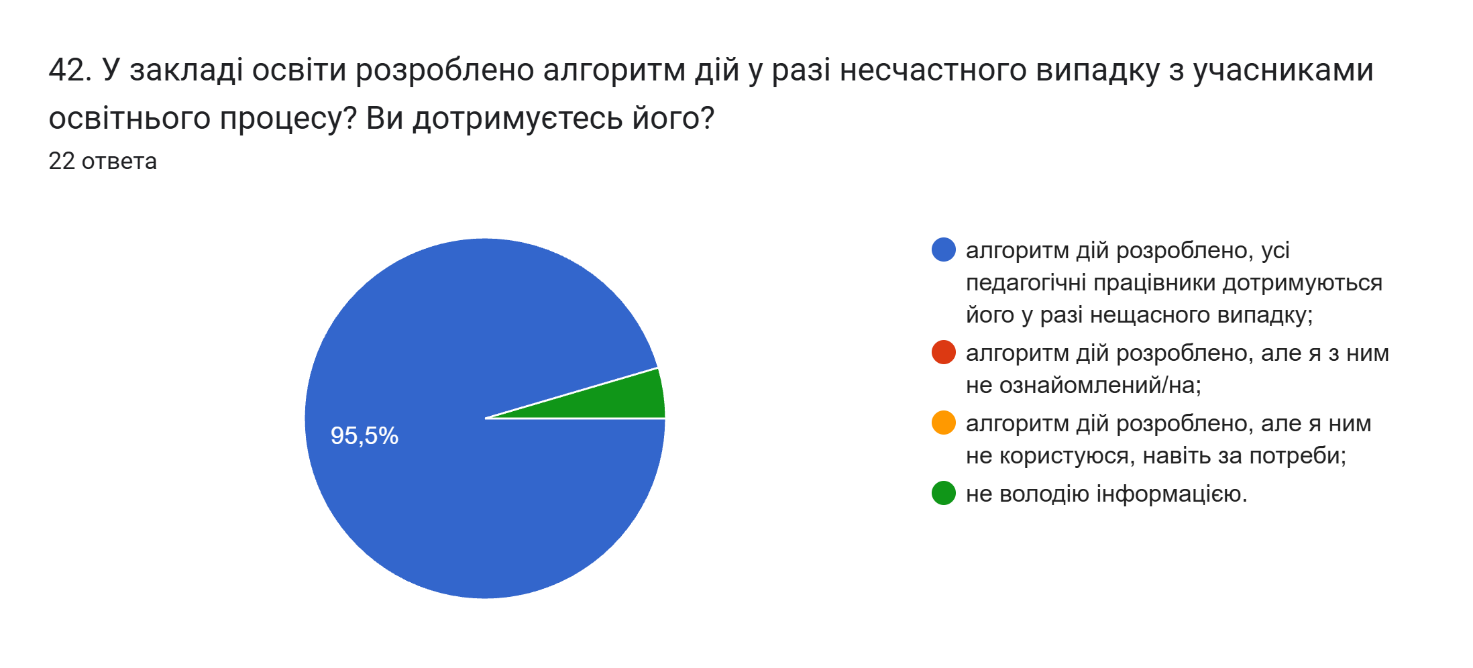 42. У закладі освіти розроблено алгоритм дій у разі несчастного випадку з учасниками
освітнього процесу? Ви дотримуєтесь його?
22 ответа
95,5%
алгоритм дій розроблено, усі
педагогічні працівники дотримуються
його у разі нещасного випадку;
алгоритм дій розроблено, але я з ним
не ознайомлений/на;
алгоритм дій розроблено, але я ним
не користуюся, навіть за потреби;
не володію інформацією.